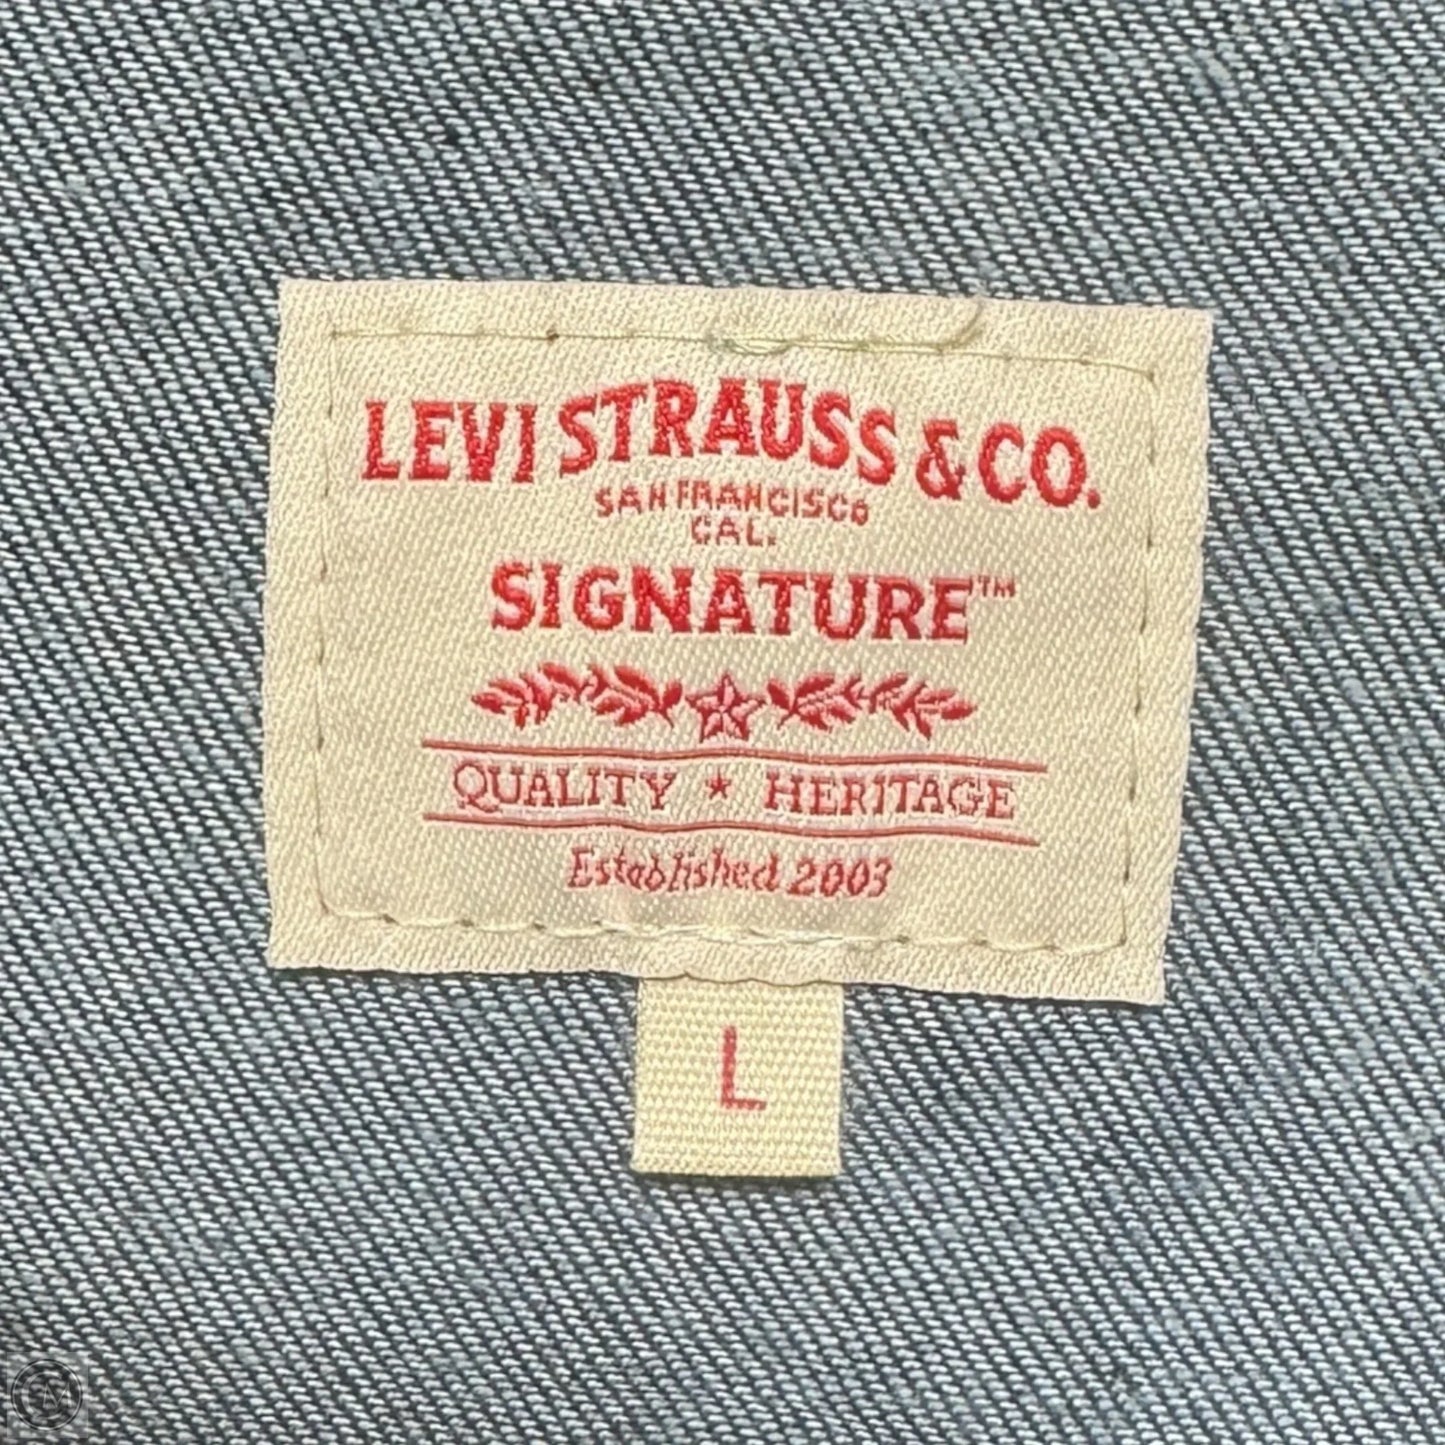 LEVI STRAUSS & CO.
SAN FRANCISCO
CAL.
SIGNATURE™
QUALITY ★ HERITAGE
Established 2003
L